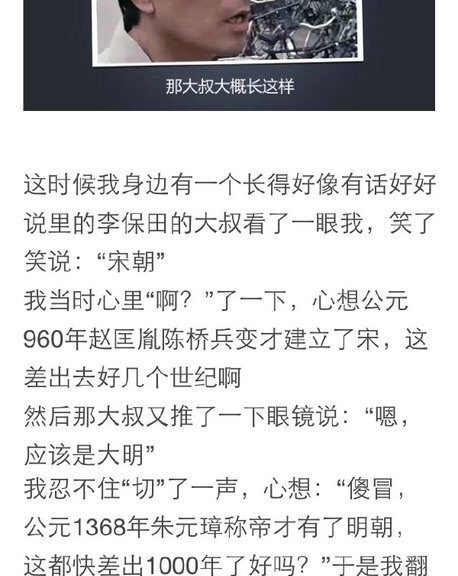 那大叔大概长这样
这时候我身边有一个长得好像有话好好
说里的李保田的大叔看了一眼我，笑了
笑说：“宋朝”
我当时心里“啊？”了一下，心想公元
960年赵匡胤陈桥兵变才建立了宋，这
差出去好几个世纪啊
然后那大叔又推了一下眼镜说：“嗯，
应该是大明”
我忍不住“切”了一声，心想：“傻冒，
公元1368年朱元璋称帝才有了明朝，
这都快差出1000年了好吗？”于是我翻